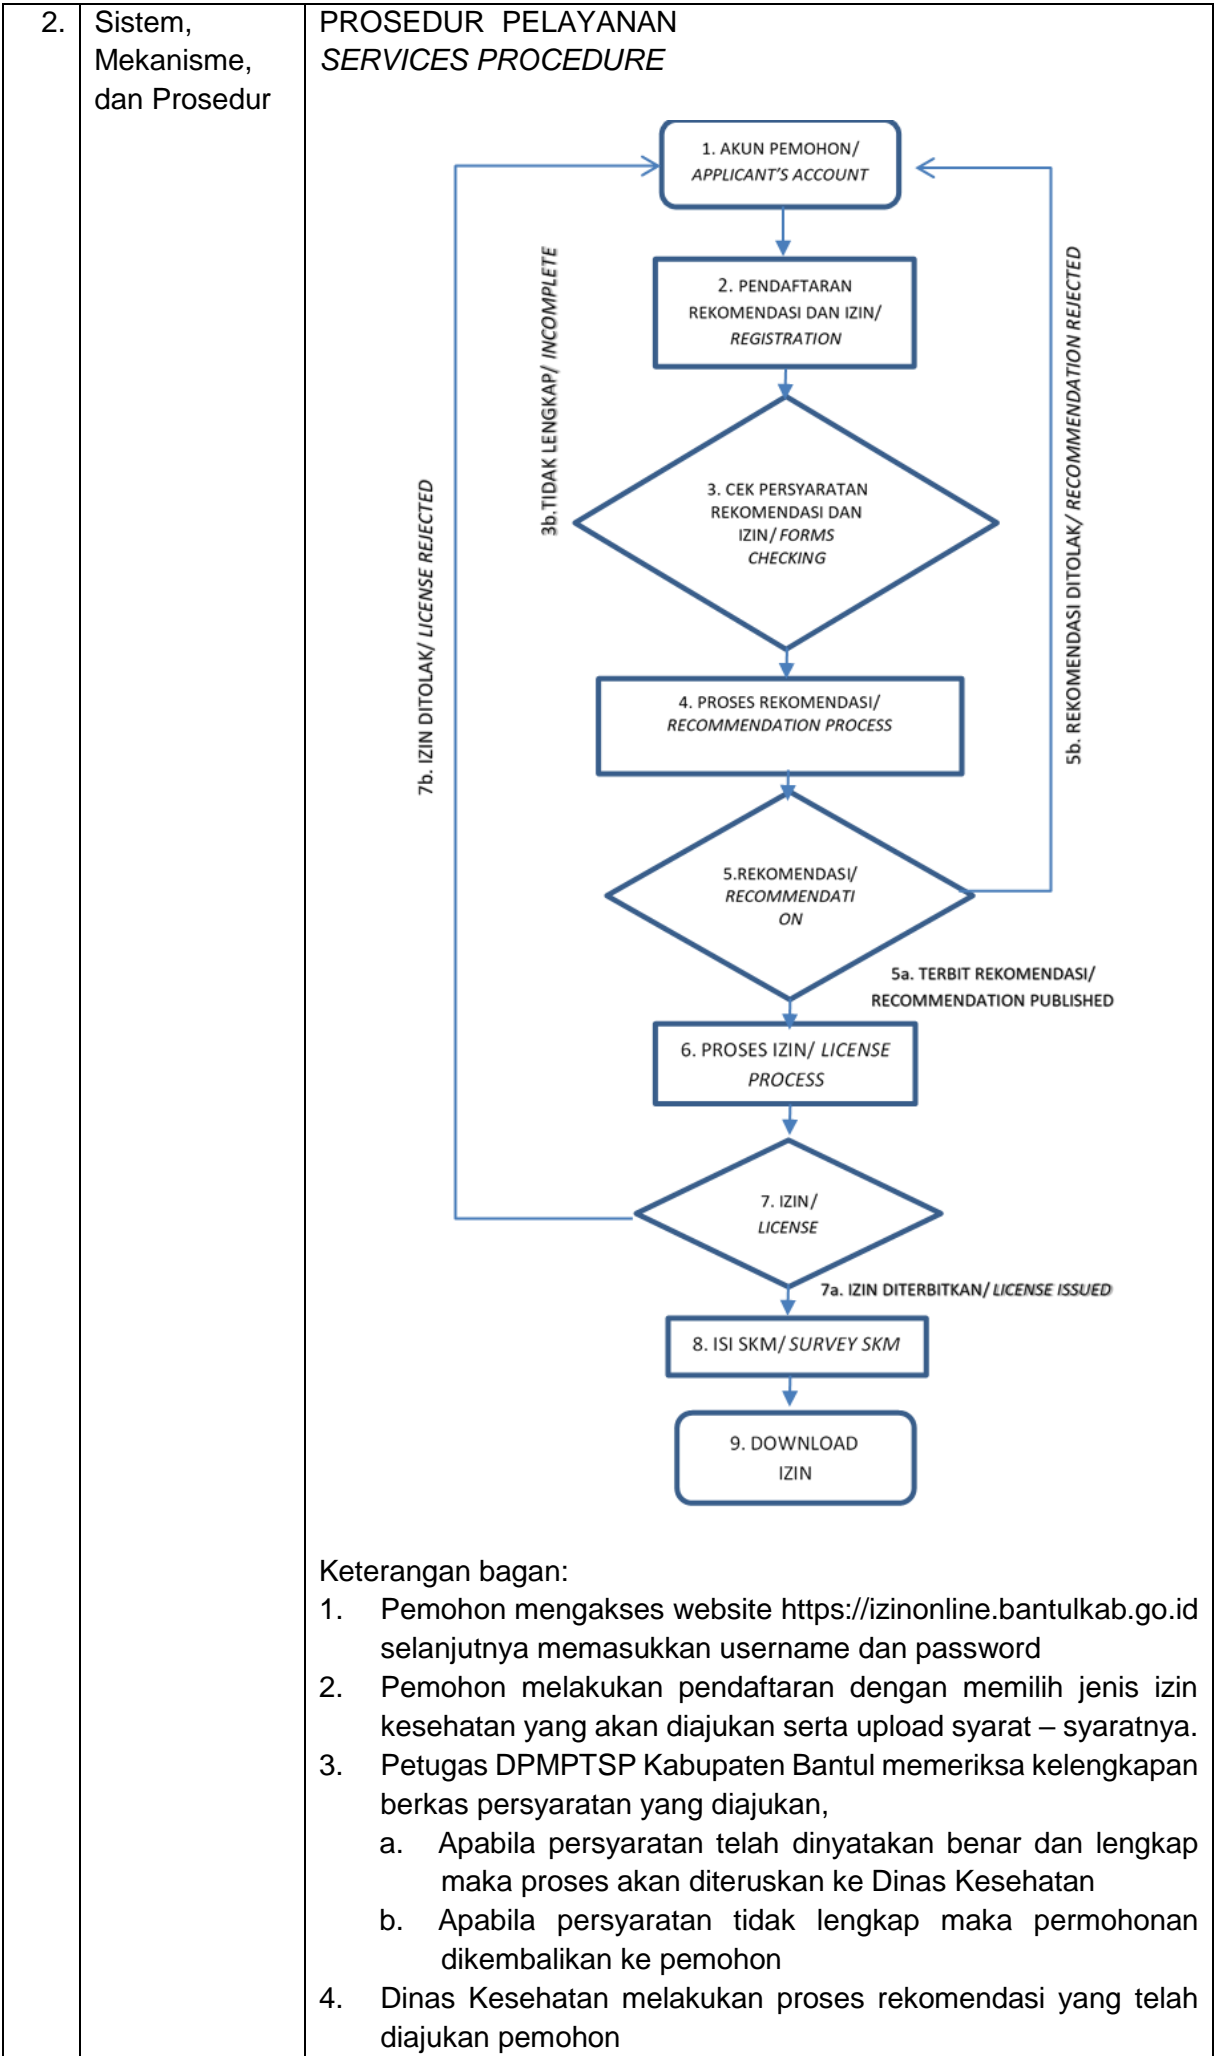 2.
Sistem,
Mekanisme,
dan Prosedur
PROSEDUR PELAYANAN
SERVICES PROCEDURE
1. AKUN PEMOHON/
APPLICANT'S ACCOUNT
2. PENDAFTARAN
REKOMENDASI DAN IZIN/
REGISTRATION
3b.TIDAK LENGKAP/ INCOMPLETE
3. CEK PERSYARATAN
REKOMENDASI DAN
IZIN/ FORMS
CHECKING
5b. REKOMENDASI DITOLAK/ RECOMMENDATION REJECTED
7b. IZIN DITOLAK/ LICENSE REJECTED
4. PROSES REKOMENDASI/
RECOMMENDATION PROCESS
5.REKOMENDASI/
RECOMMENDATI
ON
5a. TERBIT REKOMENDASI/
RECOMMENDATION PUBLISHED
6. PROSES IZIN/ LICENSE
PROCESS
7. IZIN/
LICENSE
7a. IZIN DITERBITKAN/ LICENSE ISSUED
8. ISI SKM/ SURVEY SKM
9. DOWNLOAD
IZIN
Keterangan bagan:
1. Pemohon mengakses website https://izinonline.bantulkab.go.id
selanjutnya memasukkan username dan password
2. Pemohon melakukan pendaftaran dengan memilih jenis izin
kesehatan yang akan diajukan serta upload syarat – syaratnya.
3. Petugas DPMPTSP Kabupaten Bantul memeriksa kelengkapan
berkas persyaratan yang diajukan,
a. Apabila persyaratan telah dinyatakan benar dan lengkap
maka proses akan diteruskan ke Dinas Kesehatan
b. Apabila persyaratan tidak lengkap maka permohonan
dikembalikan ke pemohon
4. Dinas Kesehatan melakukan proses rekomendasi yang telah
diajukan pemohon